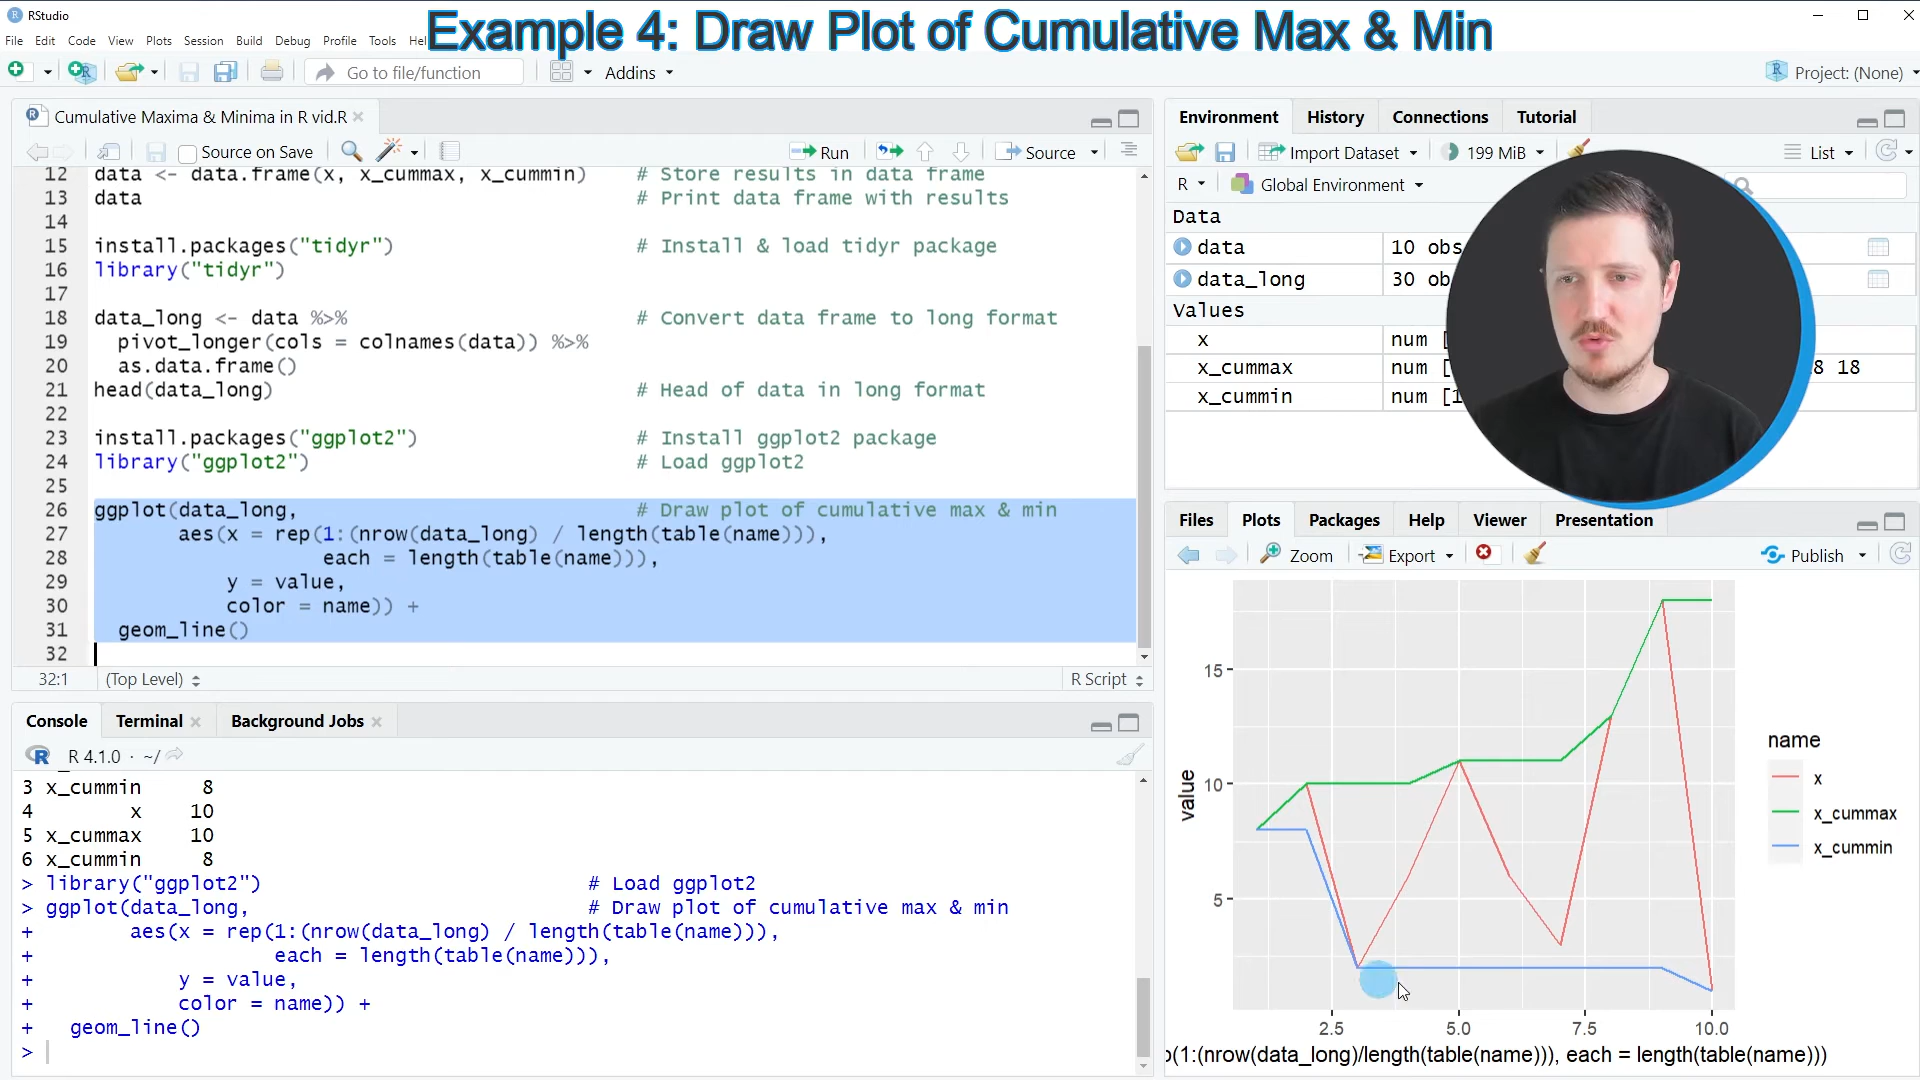 RStudio
Example 4: Draw Plot of Cumulative Max & Min
File Edit Code View Plots Session Build Debug Profile Tools
Go to file/function
Addins
Project: (None)
Cumulative Maxima & Minima in R vid.R
Source on Save
Run
Source
12 data <- data.frame(x, x_cummax, x_cummin) # Store results in data frame
13 data # Print data frame with results
14
15 install.packages("tidyr") # Install & load tidyr package
16 library("tidyr")
17
18 data_long <- data %>% # Convert data frame to long format
19 pivot_longer(cols = colnames(data)) %>%
20 as.data.frame()
21 head(data_long) # Head of data in long format
22
23 install.packages("ggplot2") # Install ggplot2 package
24 library("ggplot2") # Load ggplot2
25
26 ggplot(data_long, # Draw plot of cumulative max & min
27 aes(x = rep(1:(nrow(data_long) / length(table(name))),
28 each = length(table(name))),
29 y = value,
30 color = name)) +
31 geom_line()
32
32:1 (Top Level) R Script
Console Terminal Background Jobs
R 4.1.0 · ~/
3 x_cummin 8
4 x 10
5 x_cummax 10
6 x_cummin 8
> library("ggplot2") # Load ggplot2
> ggplot(data_long, # Draw plot of cumulative max & min
+ aes(x = rep(1:(nrow(data_long) / length(table(name))),
+ each = length(table(name))),
+ y = value,
+ color = name)) +
+ geom_line()
>
Environment History Connections Tutorial
Import Dataset 199 MiB List
R Global Environment
Data
data 10 obs
data_long 30 ob
Values
x num [
x_cummax num [ 8 18
x_cummin num [1
Files Plots Packages Help Viewer Presentation
Zoom Export Publish
15
10
5
value
2.5 5.0 7.5 10.0
(1:(nrow(data_long)/length(table(name))), each = length(table(name)))
name
x
x_cummax
x_cummin